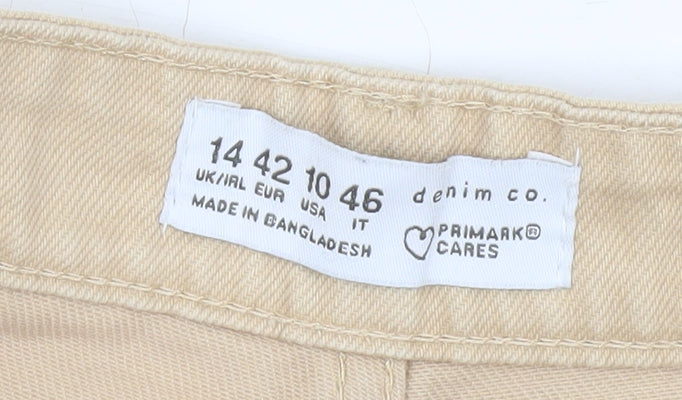 14 42 10 46 denim co.
UK/IRL EUR USA IT
MADE IN BANGLADESH
PRIMARK®
CARES